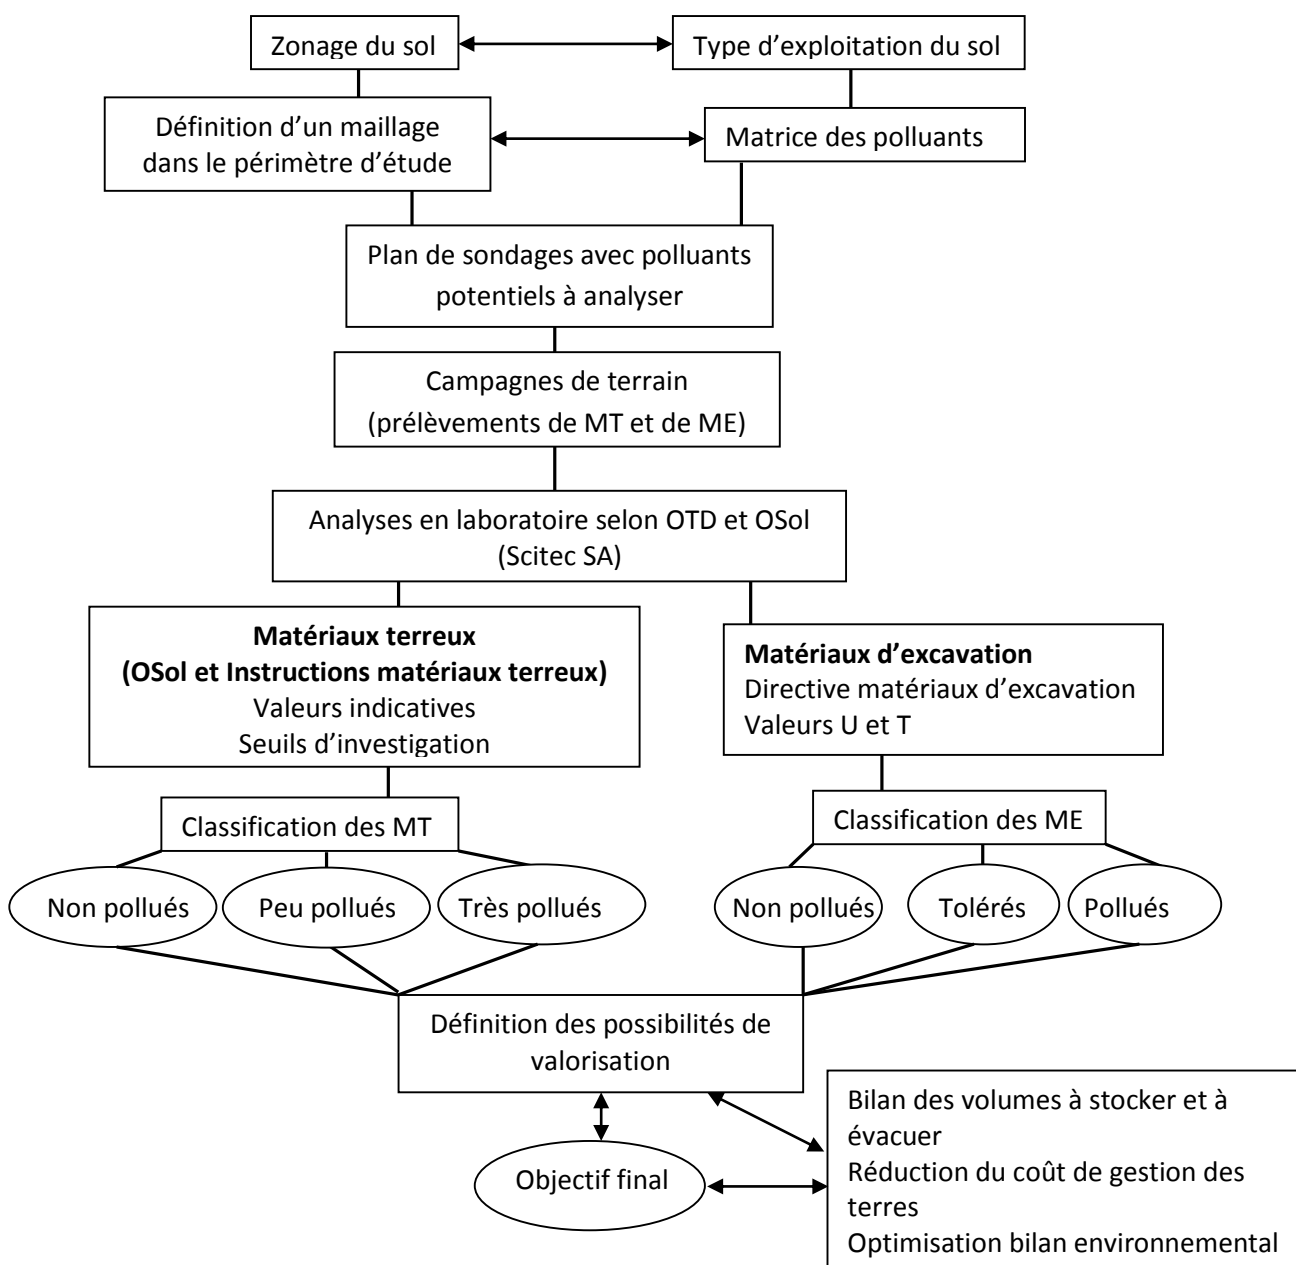 Zonage du sol
Type d’exploitation du sol
Définition d’un maillage
dans le périmètre d’étude
Matrice des polluants
Plan de sondages avec polluants
potentiels à analyser
Campagnes de terrain
(prélèvements de MT et de ME)
Analyses en laboratoire selon OTD et OSol
(Scitec SA)
Matériaux terreux
(OSol et Instructions matériaux terreux)
Valeurs indicatives
Seuils d’investigation
Matériaux d’excavation
Directive matériaux d’excavation
Valeurs U et T
Classification des MT
Classification des ME
Non pollués
Peu pollués
Très pollués
Non pollués
Tolérés
Pollués
Définition des possibilités de
valorisation
Objectif final
Bilan des volumes à stocker et à
évacuer
Réduction du coût de gestion des
terres
Optimisation bilan environnemental